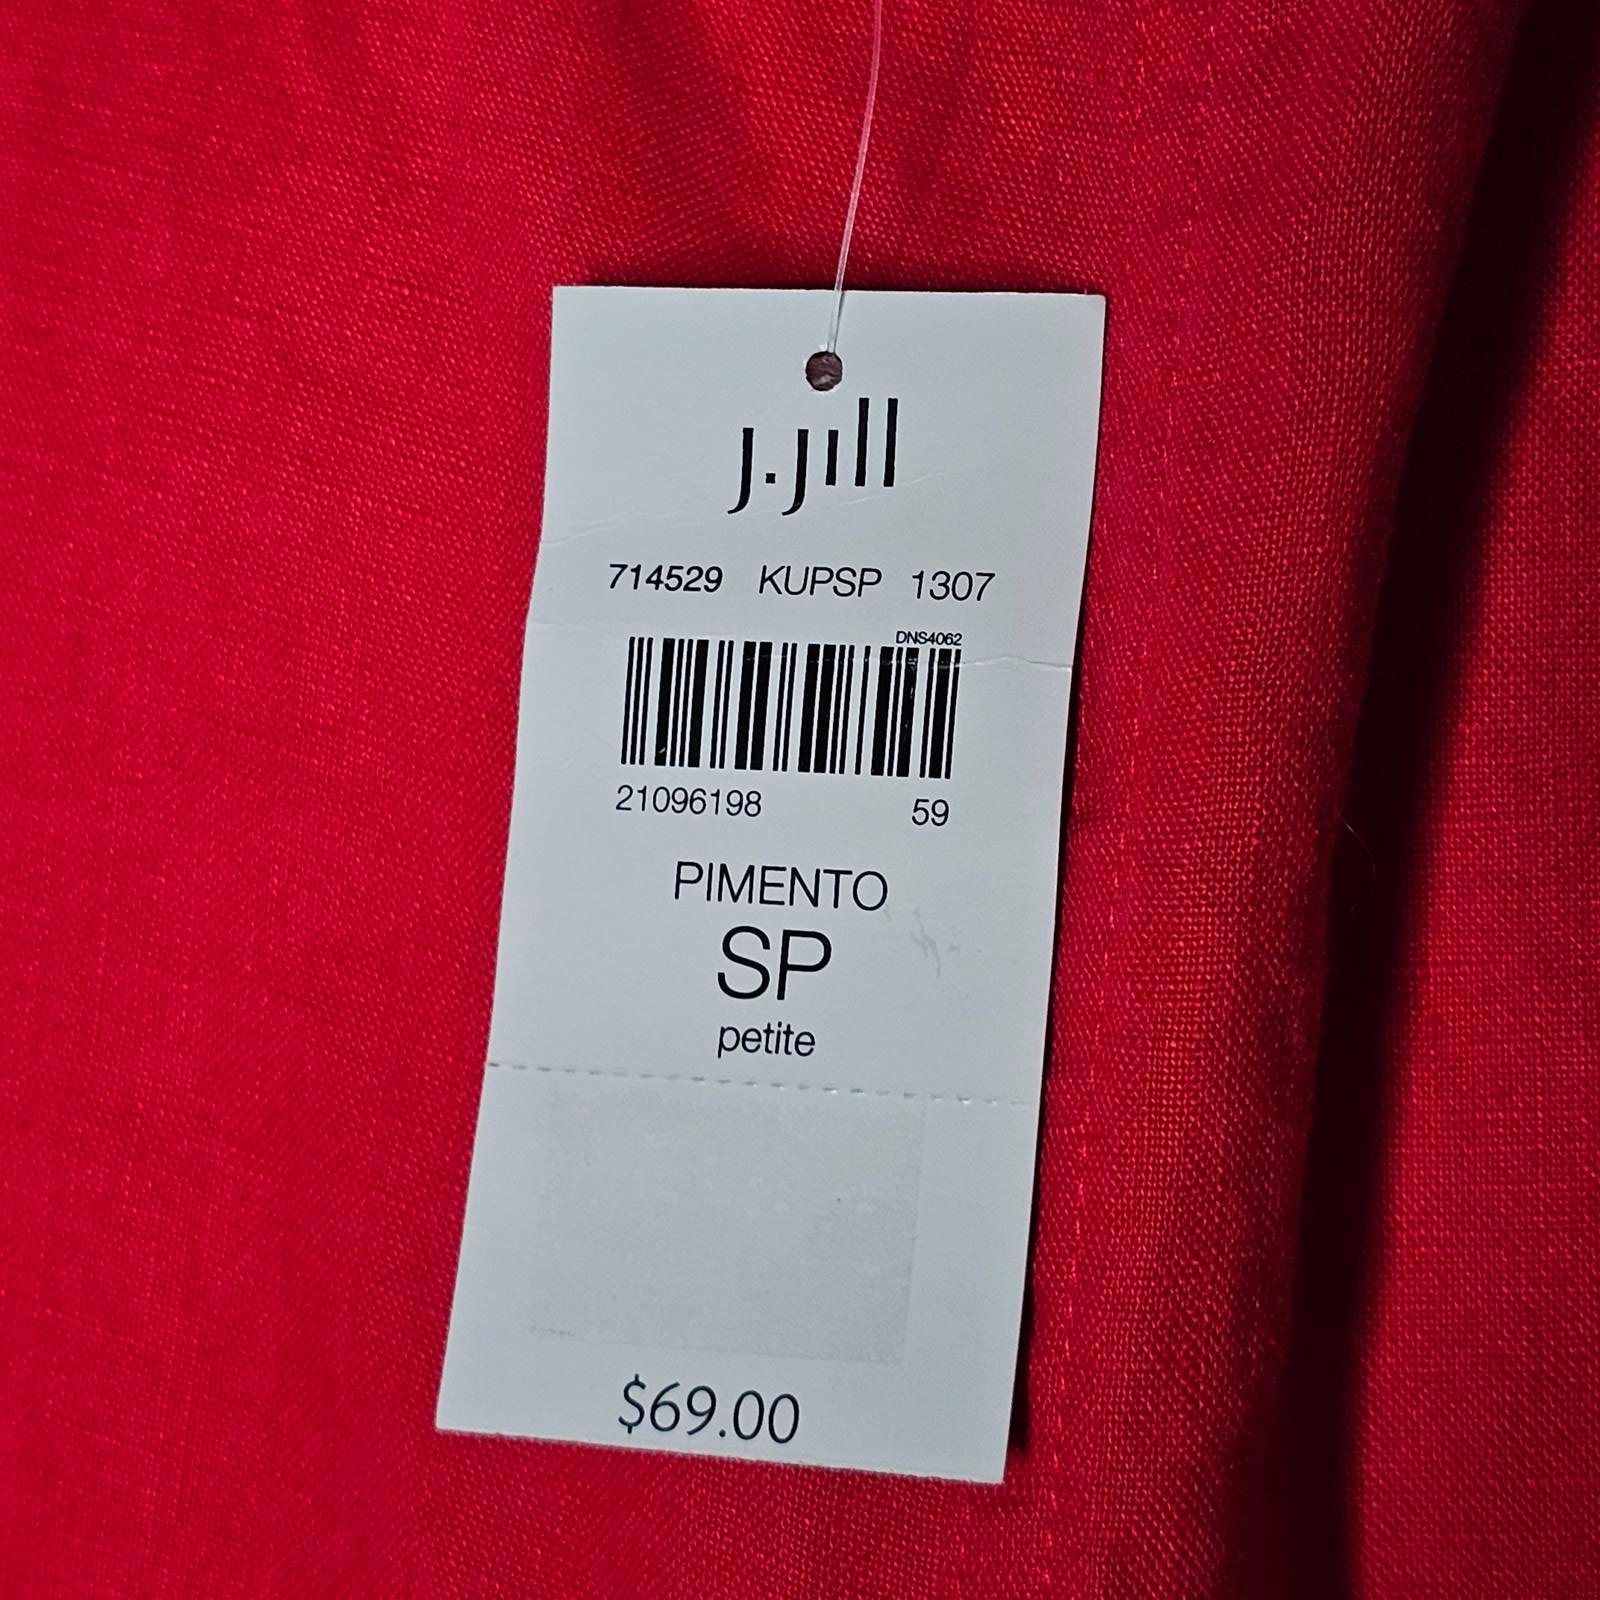 J.Jill
714529 KUPSP 1307
DNS4062
21096198 59
PIMENTO
SP
petite
$69.00